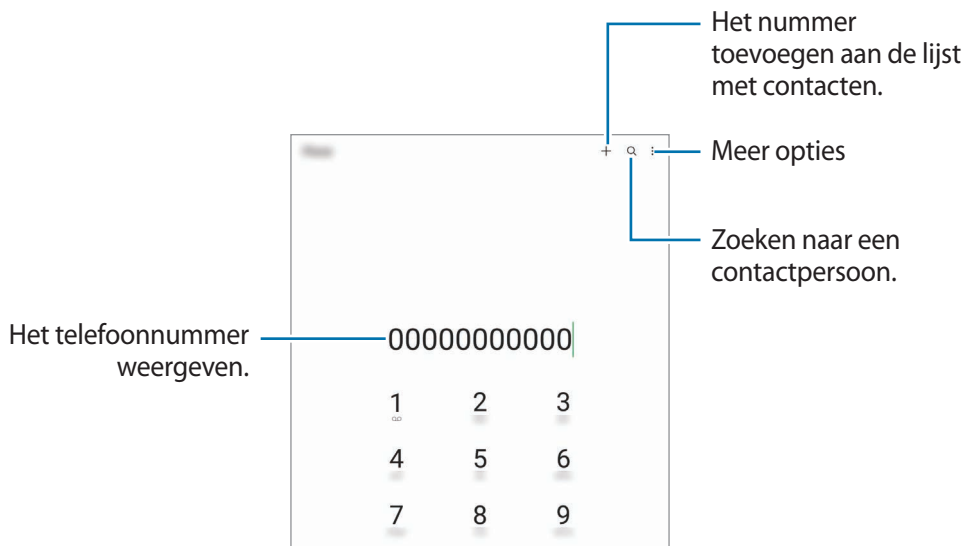 Het nummer
toevoegen aan de lijst
met contacten.
Meer opties
Zoeken naar een
contactpersoon.
Het telefoonnummer
weergeven.
00000000000
1 2 3
4 5 6
7 8 9